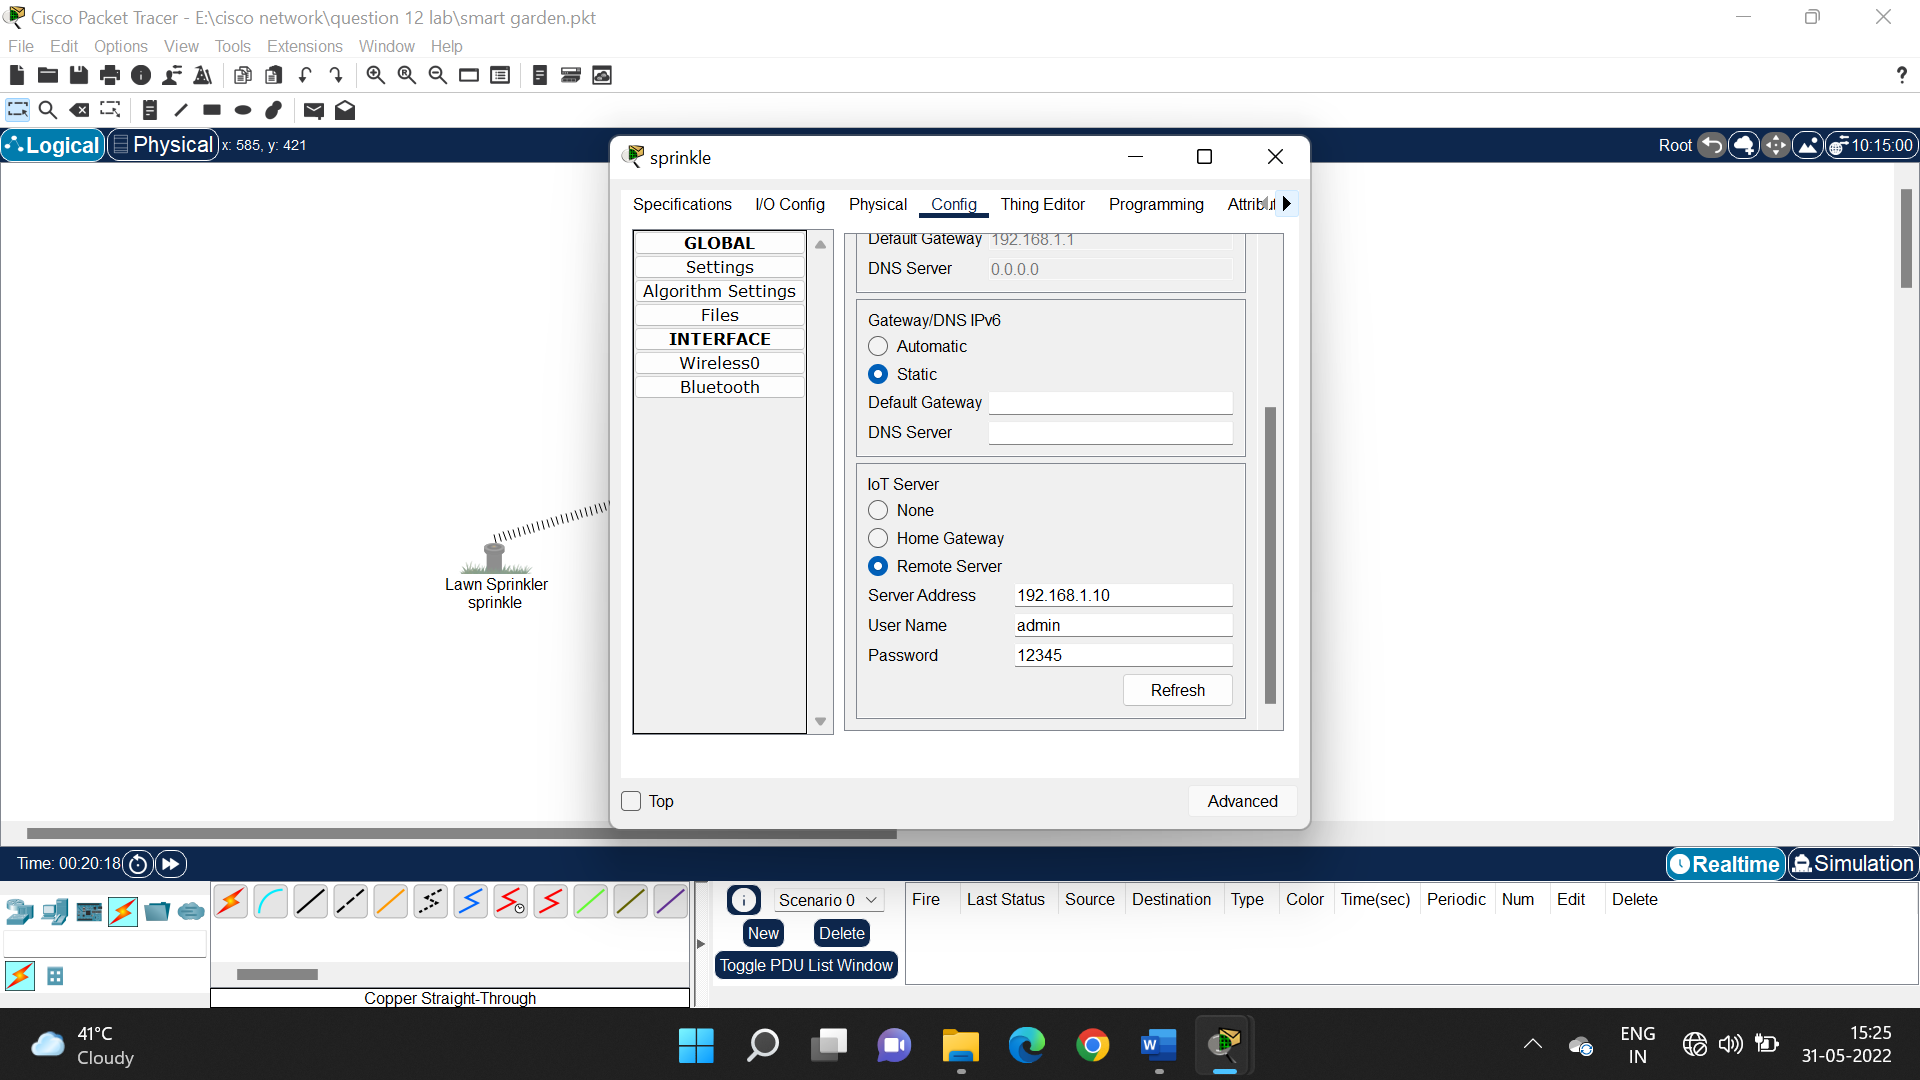 Cisco Packet Tracer - E:\cisco network\question 12 lab\smart garden.pkt
File Edit Options View Tools Extensions Window Help
Logical Physical x: 585, y: 421
Root 10:15:00
sprinkle
Specifications I/O Config Physical Config Thing Editor Programming Attribut
GLOBAL
Settings
Algorithm Settings
Files
INTERFACE
Wireless0
Bluetooth
Default Gateway 192.168.1.1
DNS Server 0.0.0.0
Gateway/DNS IPv6
Automatic
Static
Default Gateway
DNS Server
IoT Server
None
Home Gateway
Remote Server
Server Address 192.168.1.10
User Name admin
Password 12345
Refresh
Top
Advanced
Lawn Sprinkler
sprinkle
Time: 00:20:18
Realtime Simulation
Scenario 0
New Delete
Toggle PDU List Window
Fire Last Status Source Destination Type Color Time(sec) Periodic Num Edit Delete
Copper Straight-Through
41°C
Cloudy
ENG
IN
15:25
31-05-2022